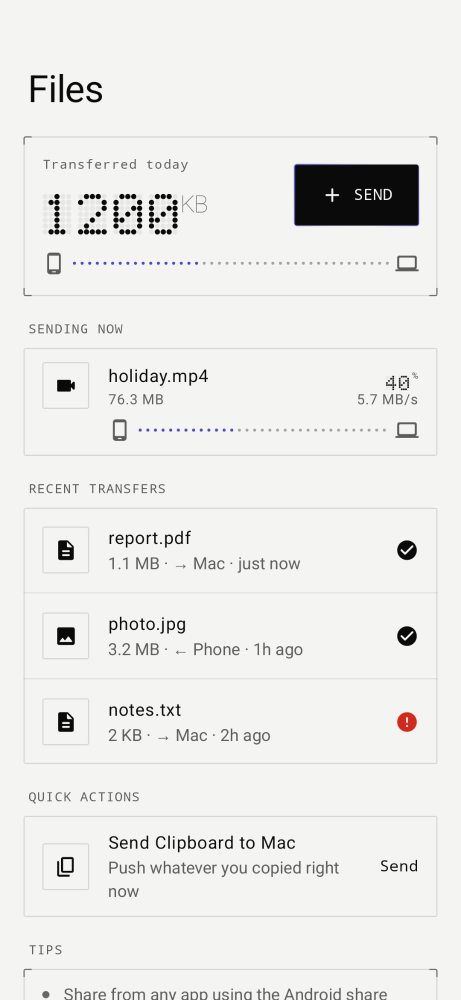 Files
Transferred today
1200KB
+ SEND
SENDING NOW
holiday.mp4
40%
76.3 MB
5.7 MB/s
RECENT TRANSFERS
report.pdf
1.1 MB · → Mac · just now
photo.jpg
3.2 MB · ← Phone · 1h ago
notes.txt
2 KB · → Mac · 2h ago
QUICK ACTIONS
Send Clipboard to Mac
Push whatever you copied right
now
Send
TIPS
• Share from any app using the Android share